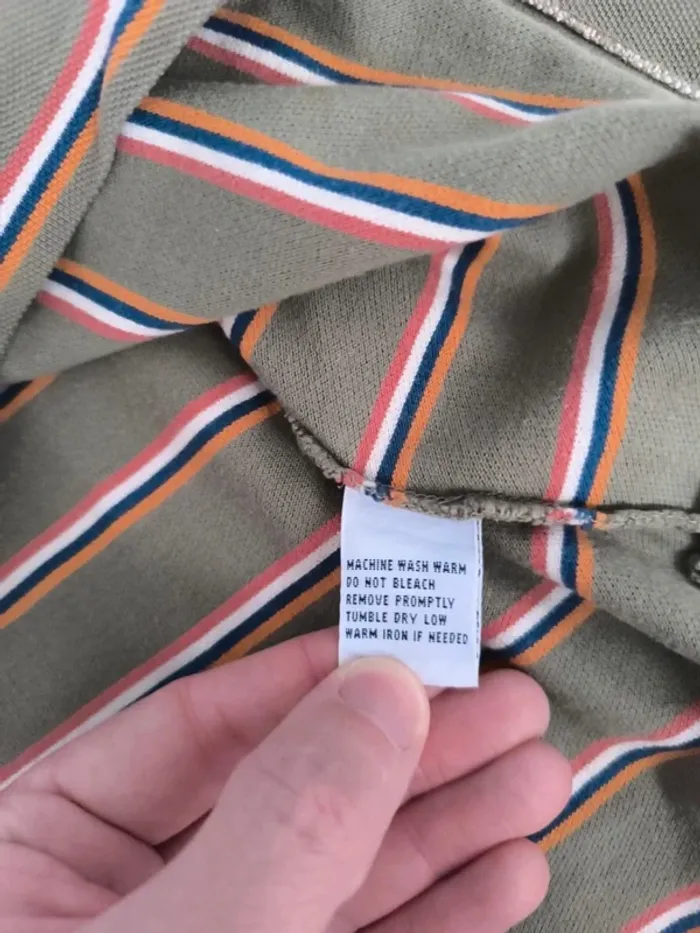 MACHINE WASH WARM
DO NOT BLEACH
REMOVE PROMPTLY
TUMBLE DRY LOW
WARM IRON IF NEEDED